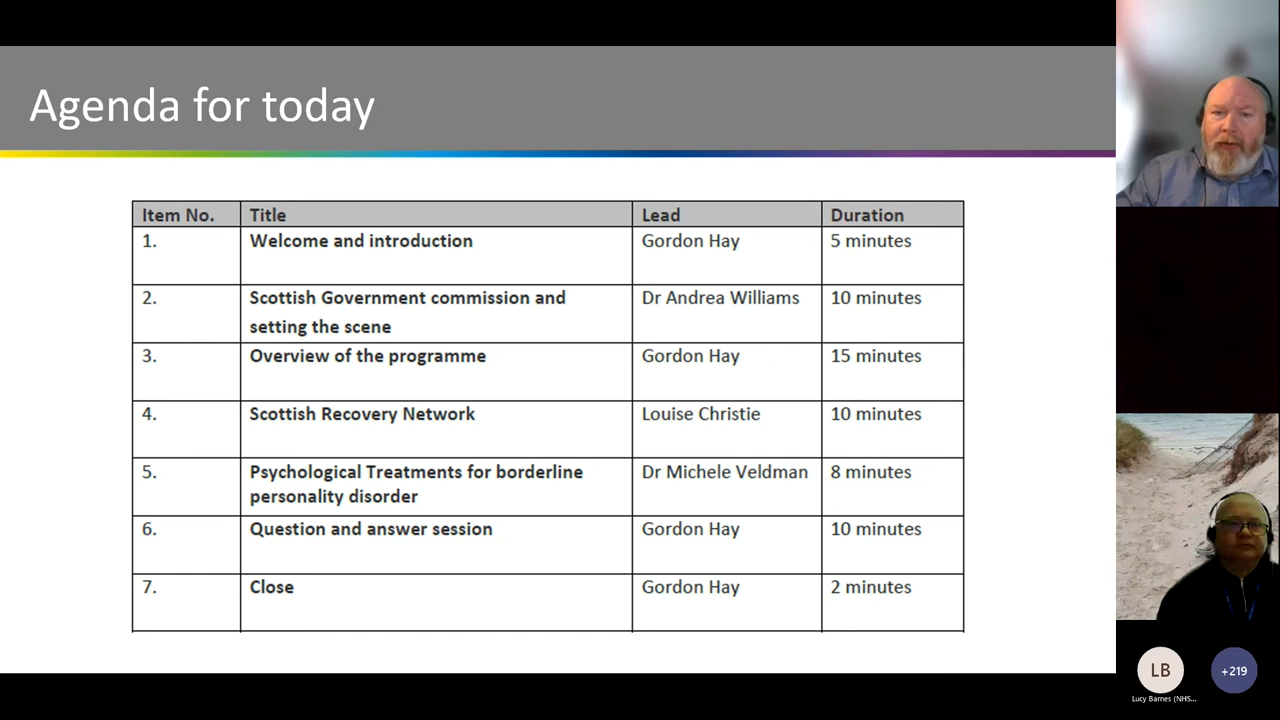 Agenda for today
Item No. Title Lead Duration
1. Welcome and introduction Gordon Hay 5 minutes
2. Scottish Government commission and setting the scene Dr Andrea Williams 10 minutes
3. Overview of the programme Gordon Hay 15 minutes
4. Scottish Recovery Network Louise Christie 10 minutes
5. Psychological Treatments for borderline personality disorder Dr Michele Veldman 8 minutes
6. Question and answer session Gordon Hay 10 minutes
7. Close Gordon Hay 2 minutes
LB
+219
Lucy Barnes (NHS...